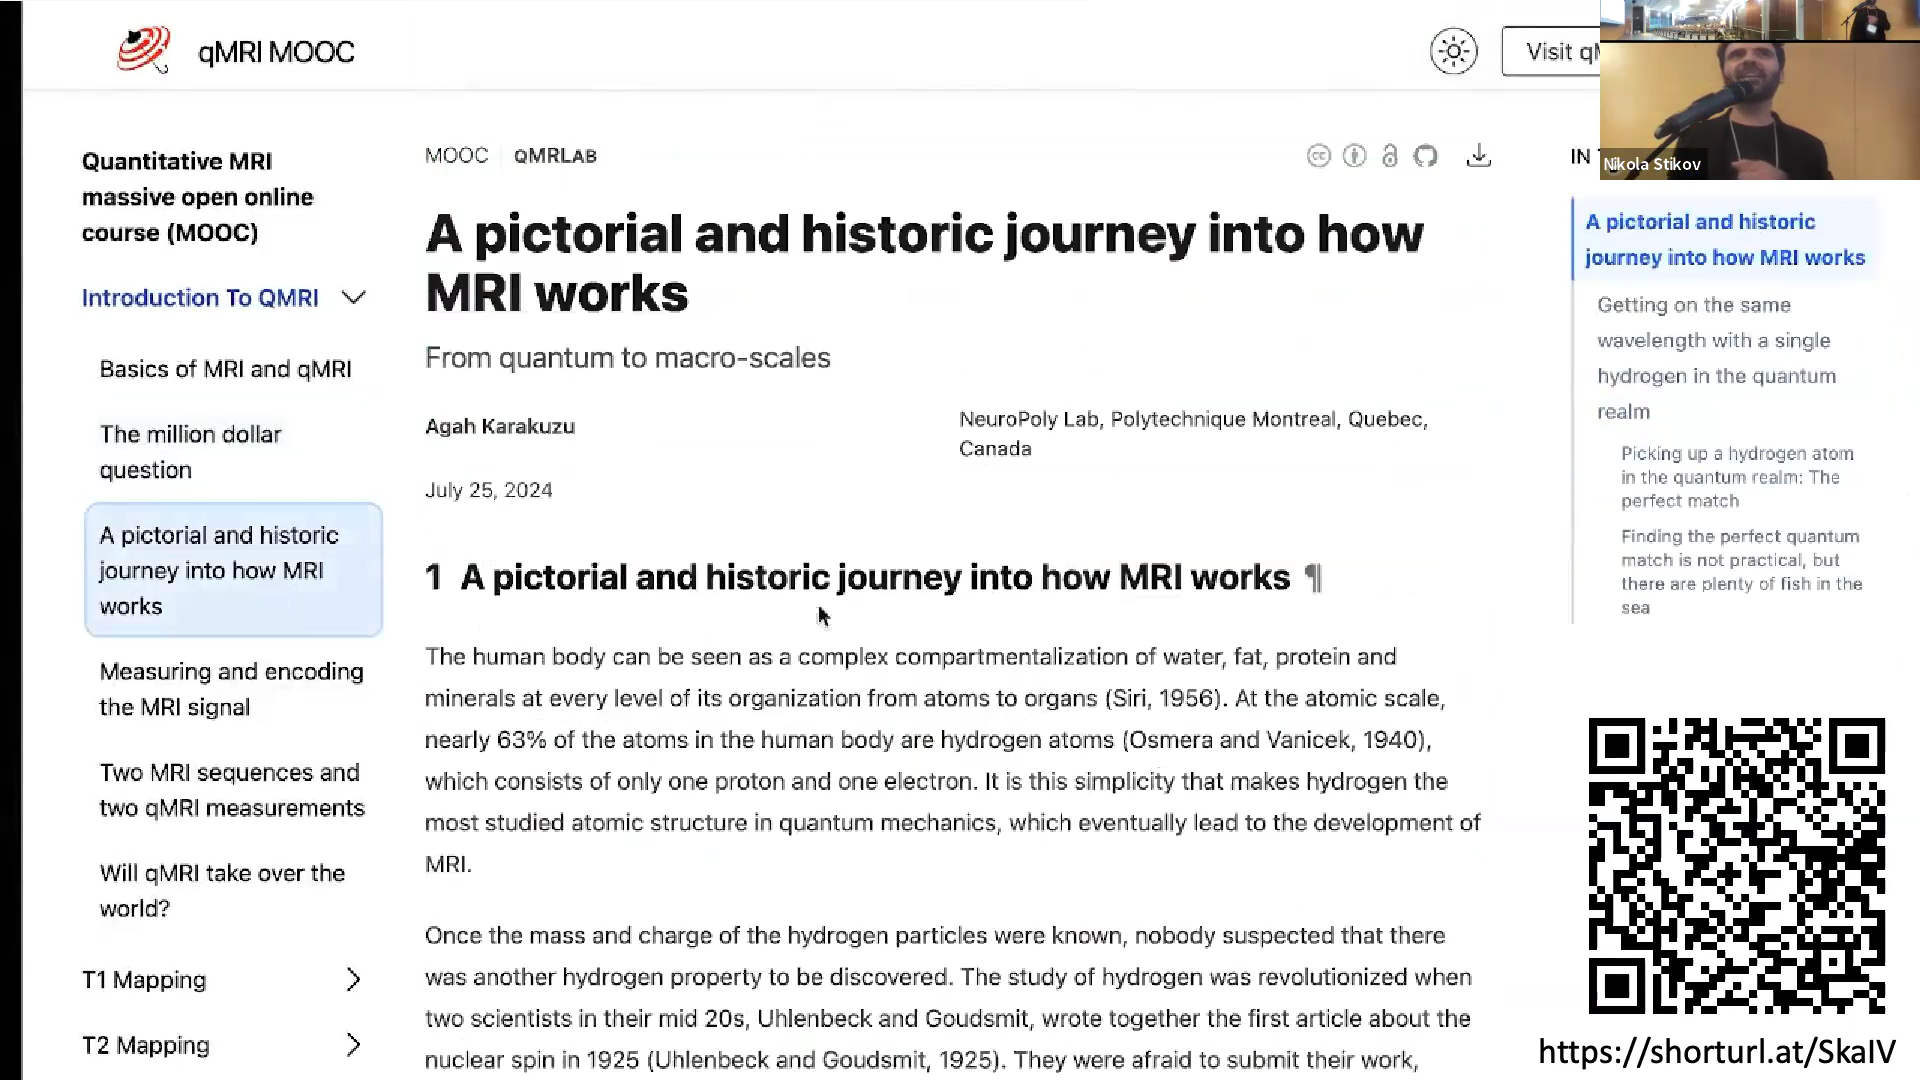 qMRI MOOC
Visit qM
Nikola Stikov
Quantitative MRI
massive open online
course (MOOC)
Introduction To QMRI
Basics of MRI and qMRI
The million dollar
question
A pictorial and historic
journey into how MRI
works
Measuring and encoding
the MRI signal
Two MRI sequences and
two qMRI measurements
Will qMRI take over the
world?
T1 Mapping
T2 Mapping
MOOC QMRLAB
A pictorial and historic journey into how
MRI works
From quantum to macro-scales
Agah Karakuzu
NeuroPoly Lab, Polytechnique Montreal, Quebec,
Canada
July 25, 2024
1 A pictorial and historic journey into how MRI works ¶
The human body can be seen as a complex compartmentalization of water, fat, protein and
minerals at every level of its organization from atoms to organs (Siri, 1956). At the atomic scale,
nearly 63% of the atoms in the human body are hydrogen atoms (Osmera and Vanicek, 1940),
which consists of only one proton and one electron. It is this simplicity that makes hydrogen the
most studied atomic structure in quantum mechanics, which eventually lead to the development of
MRI.
Once the mass and charge of the hydrogen particles were known, nobody suspected that there
was another hydrogen property to be discovered. The study of hydrogen was revolutionized when
two scientists in their mid 20s, Uhlenbeck and Goudsmit, wrote together the first article about the
nuclear spin in 1925 (Uhlenbeck and Goudsmit, 1925). They were afraid to submit their work,
IN
A pictorial and historic
journey into how MRI works
Getting on the same
wavelength with a single
hydrogen in the quantum
realm
Picking up a hydrogen atom
in the quantum realm: The
perfect match
Finding the perfect quantum
match is not practical, but
there are plenty of fish in the
sea
https://shorturl.at/SkaIV